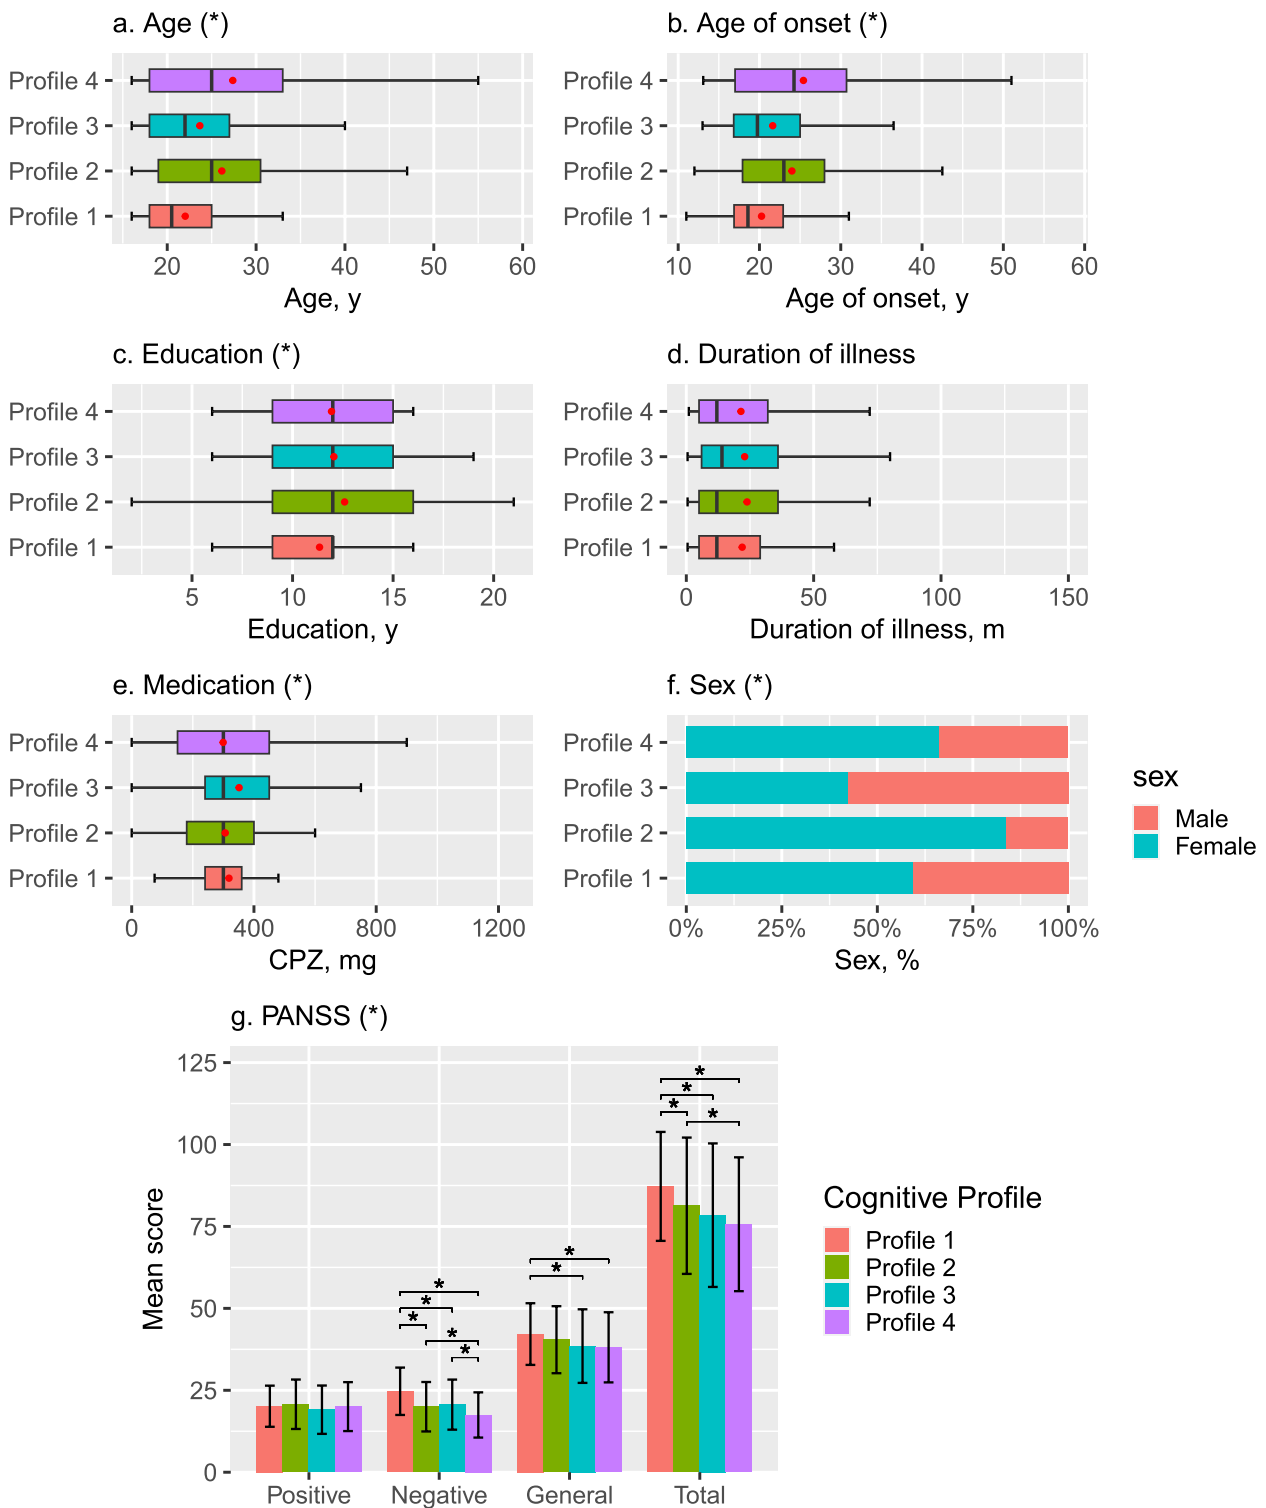 a. Age (*)
Profile 4
Profile 3
Profile 2
Profile 1
20 30 40 50 60
Age, y
b. Age of onset (*)
Profile 4
Profile 3
Profile 2
Profile 1
10 20 30 40 50 60
Age of onset, y
c. Education (*)
Profile 4
Profile 3
Profile 2
Profile 1
5 10 15 20
Education, y
d. Duration of illness
Profile 4
Profile 3
Profile 2
Profile 1
0 50 100 150
Duration of illness, m
e. Medication (*)
Profile 4
Profile 3
Profile 2
Profile 1
0 400 800 1200
CPZ, mg
f. Sex (*)
Profile 4
Profile 3
Profile 2
Profile 1
0% 25% 50% 75% 100%
Sex, %
sex
Male
Female
g. PANSS (*)
Mean score
125
100
75
50
25
0
*
*
* *
*
*
* *
*
*
*
Positive Negative General Total
Cognitive Profile
Profile 1
Profile 2
Profile 3
Profile 4